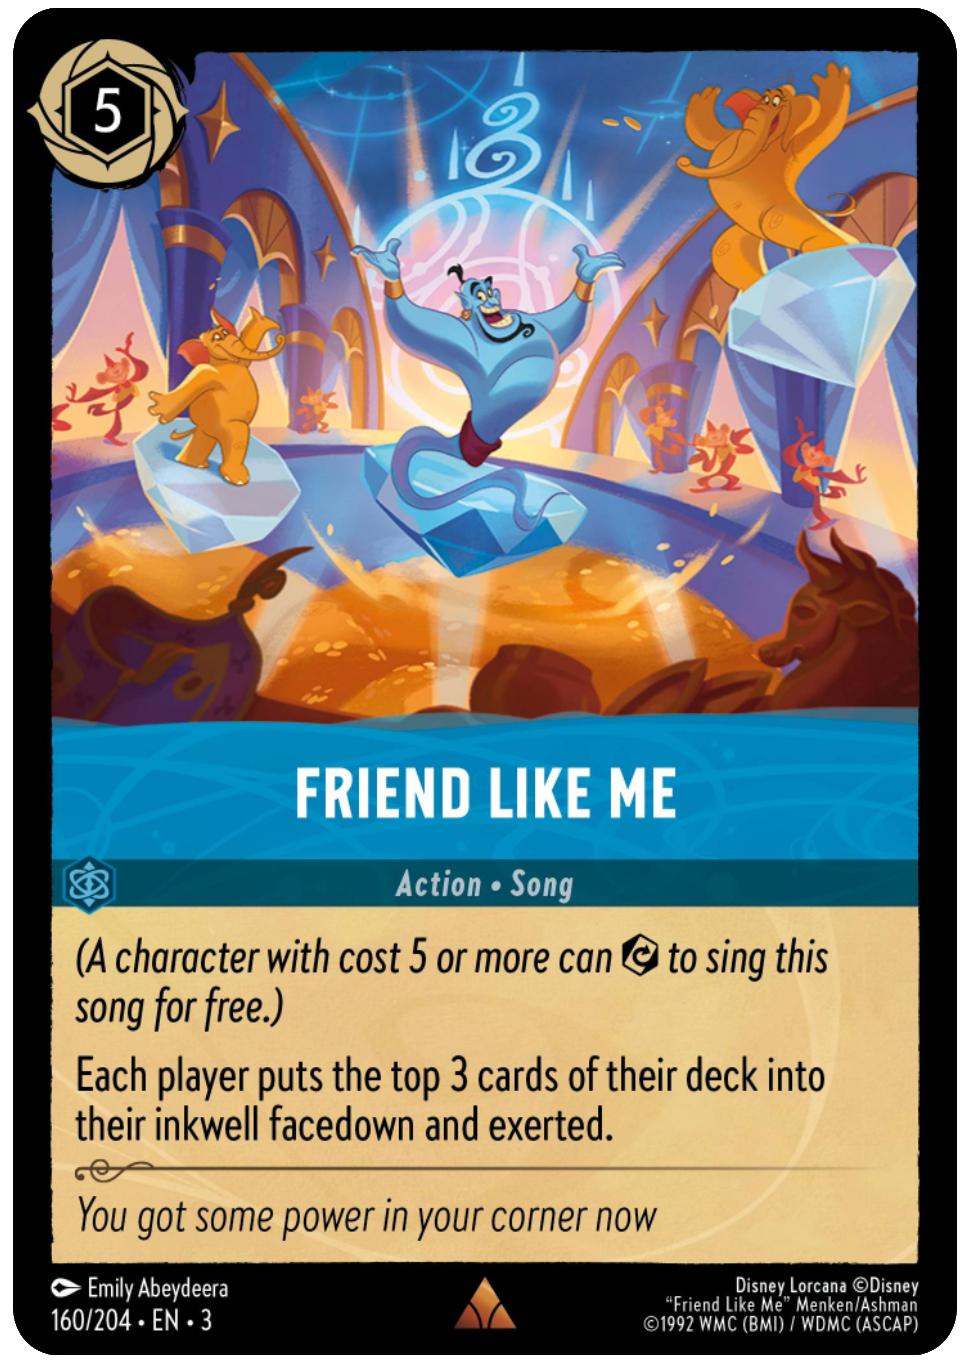 5
FRIEND LIKE ME
Action • Song
(A character with cost 5 or more can to sing this
song for free.)
Each player puts the top 3 cards of their deck into
their inkwell facedown and exerted.
You got some power in your corner now
Emily Abeydeera
160/204 • EN • 3
Disney Lorcana ©Disney
“Friend Like Me” Menken/Ashman
©1992 WMC (BMI) / WDMC (ASCAP)